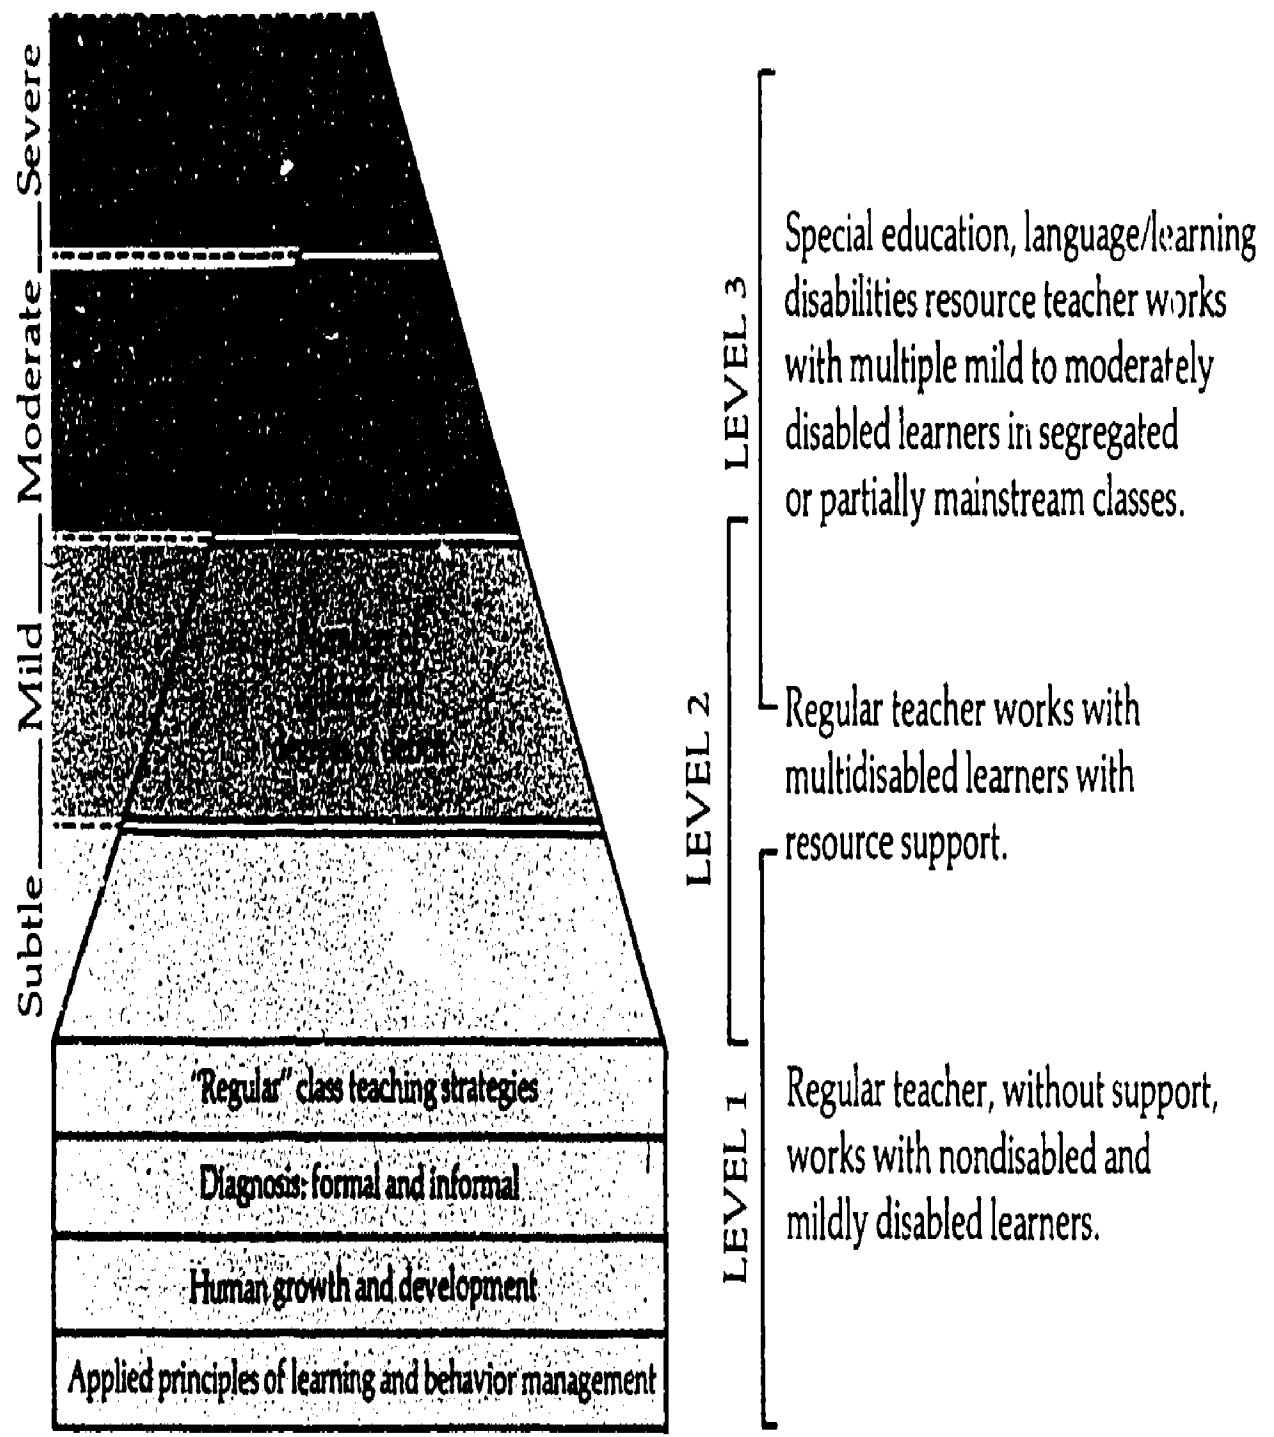 Severe
Moderate
Mild
Subtle
degrees of
"Regular" class teaching strategies
Diagnosis: formal and informal
Human growth and development
Applied principles of learning and behavior management
LEVEL 3
Special education, language/learning
disabilities resource teacher works
with multiple mild to moderately
disabled learners in segregated
or partially mainstream classes.
LEVEL 2
Regular teacher works with
multidisabled learners with
resource support.
LEVEL 1
Regular teacher, without support,
works with nondisabled and
mildly disabled learners.